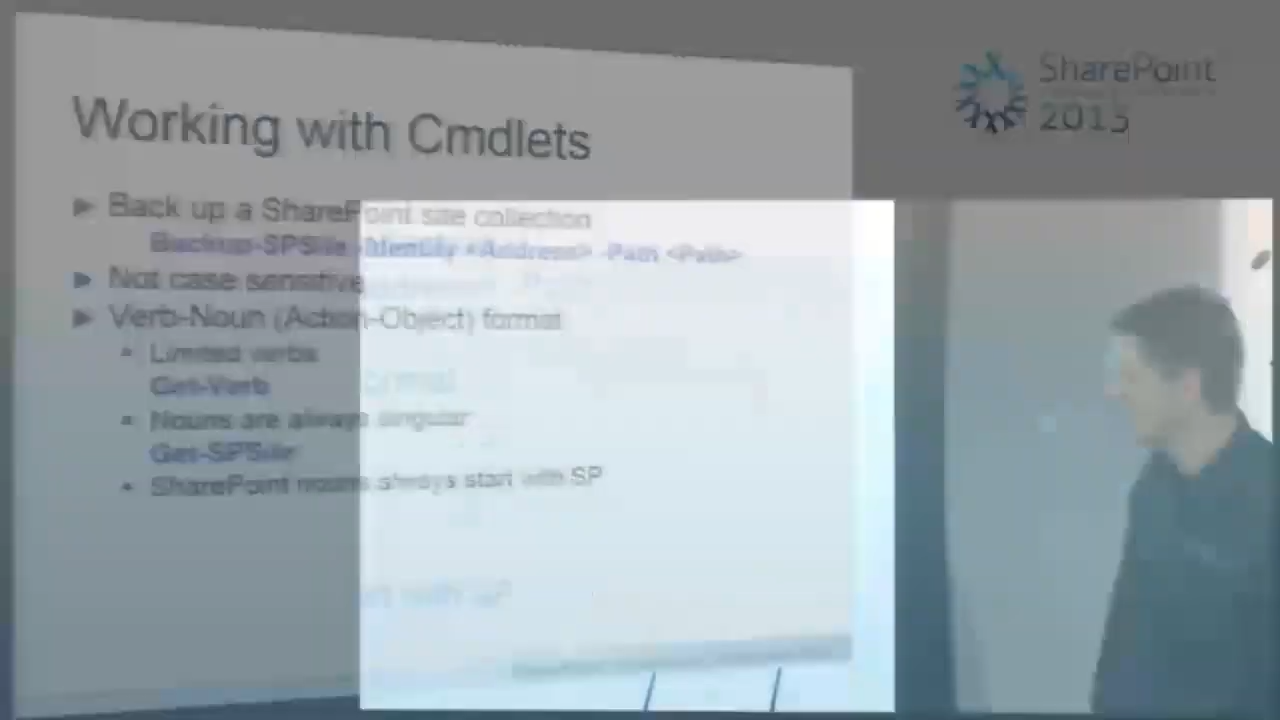 Working with Cmdlets
SharePoint
2013
Back up a SharePoint site collection
Backup-SPSite -Identity <Address> -Path <Path>
Not case sensitive
Verb-Noun (Action-Object) format
Limited verbs
Get-Verb
Nouns are always singular
Get-SPSite
SharePoint nouns always start with SP